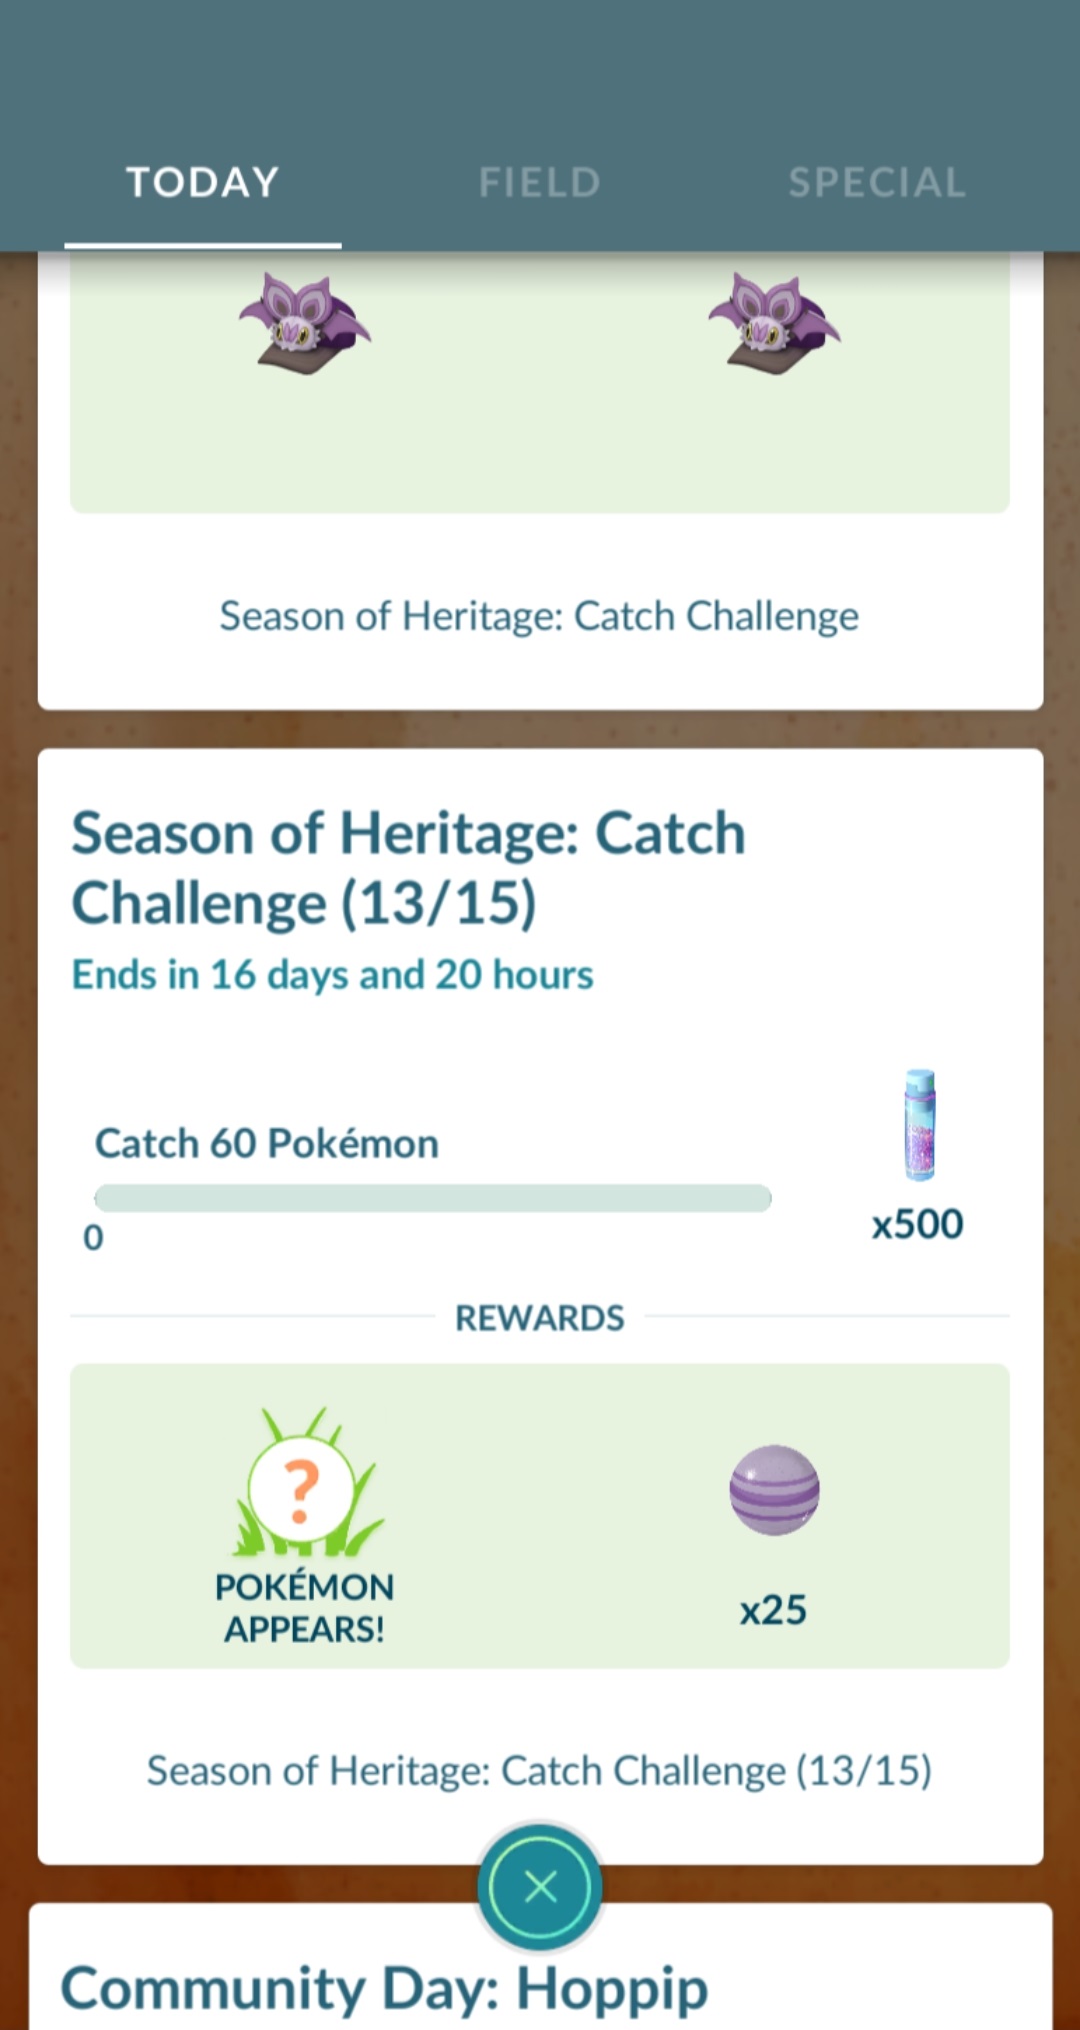 TODAY
FIELD
SPECIAL
Season of Heritage: Catch Challenge
Season of Heritage: Catch
Challenge (13/15)
Ends in 16 days and 20 hours
Catch 60 Pokémon
0
x500
REWARDS
?
POKÉMON
APPEARS!
x25
Season of Heritage: Catch Challenge (13/15)
Community Day: Hoppip